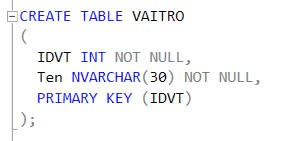 CREATE TABLE VAITRO
(
IDVT INT NOT NULL,
Ten NVARCHAR(30) NOT NULL,
PRIMARY KEY (IDVT)
);